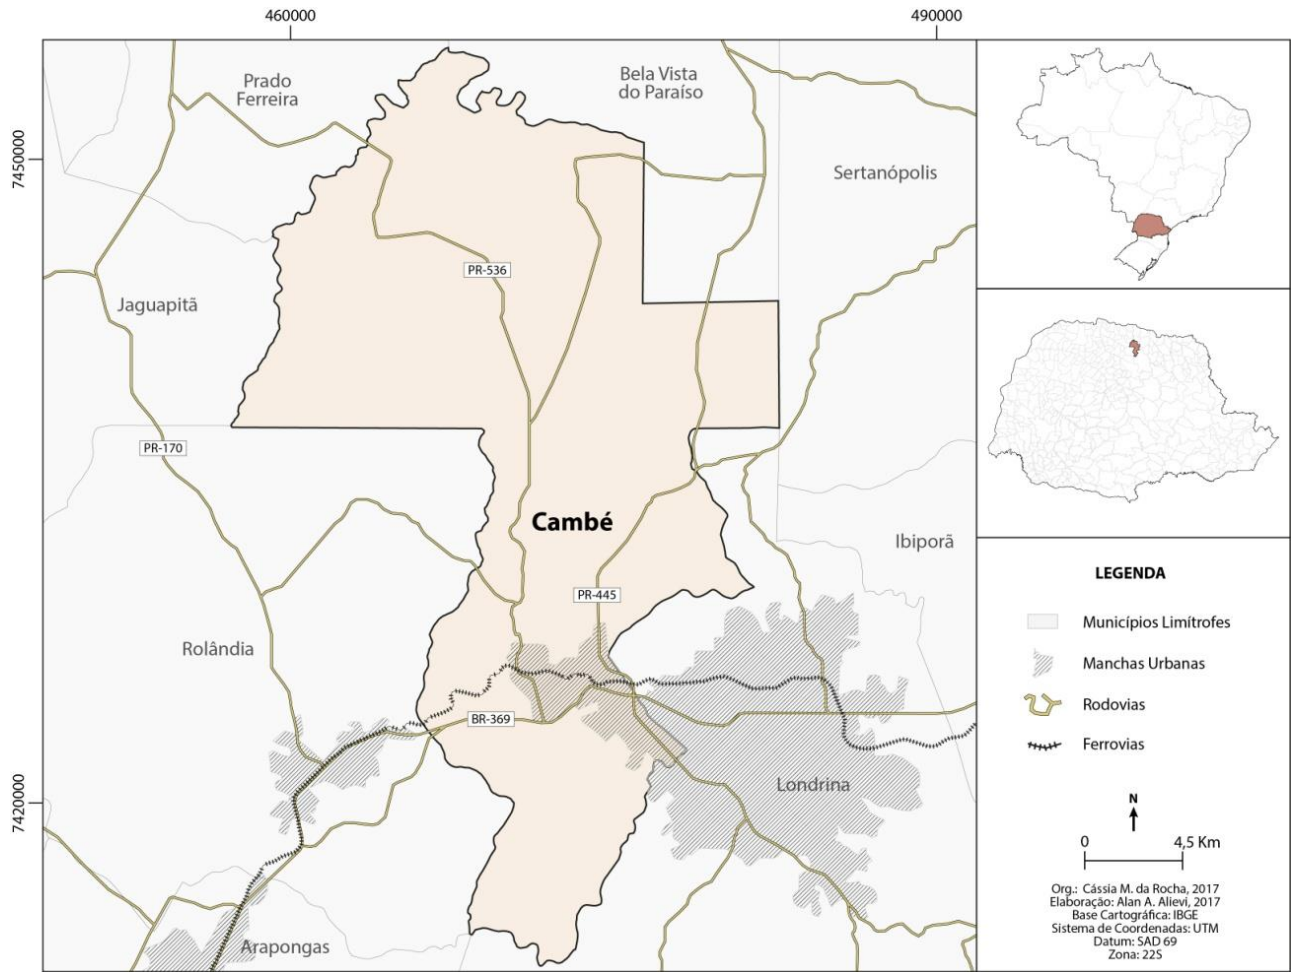 460000
490000
7450000
7420000
Prado
Ferreira
Bela Vista
do Paraíso
Sertanópolis
PR-536
Jaguapitã
PR-170
Cambé
Ibiporã
PR-445
Rolândia
BR-369
Londrina
Arapongas
LEGENDA
Municípios Limítrofes
Manchas Urbanas
Rodovias
Ferrovias
N
0 4,5 Km
Org.: Cássia M. da Rocha, 2017
Elaboração: Alan A. Alievi, 2017
Base Cartográfica: IBGE
Sistema de Coordenadas: UTM
Datum: SAD 69
Zona: 22S